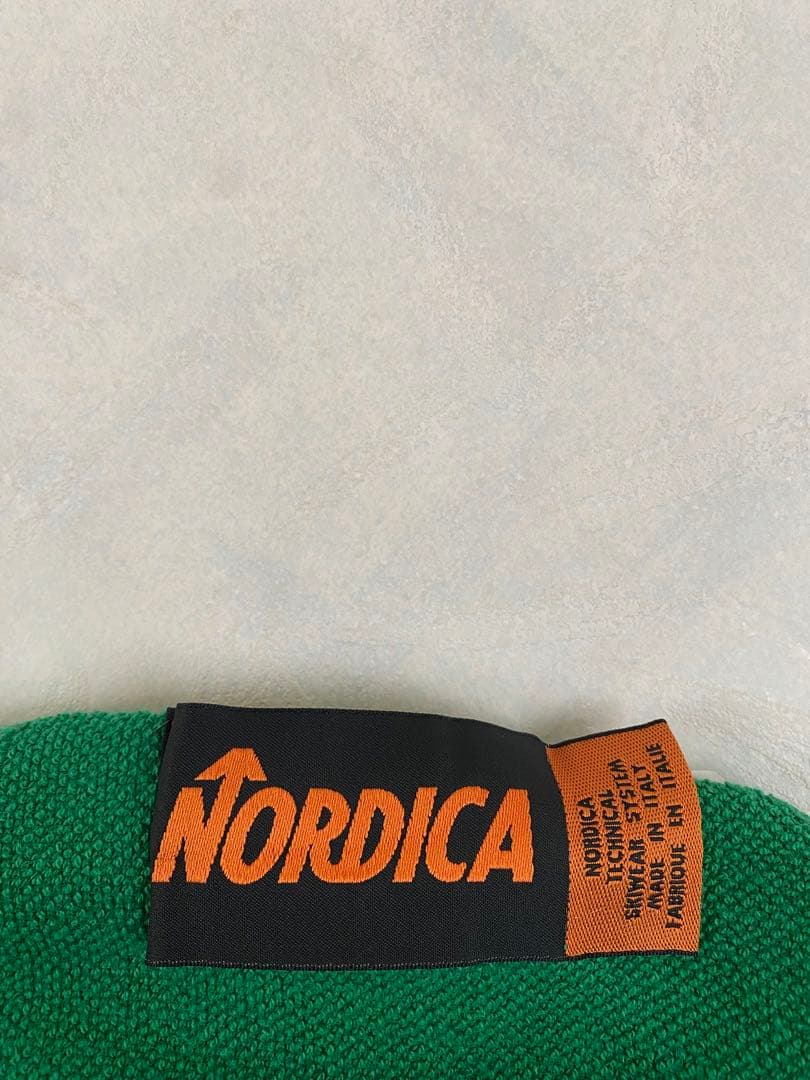 NORDICA
NORDICA
TECHNICAL
SKIWEAR SYSTEM
MADE IN ITALY
FABRIQUE EN ITALIE